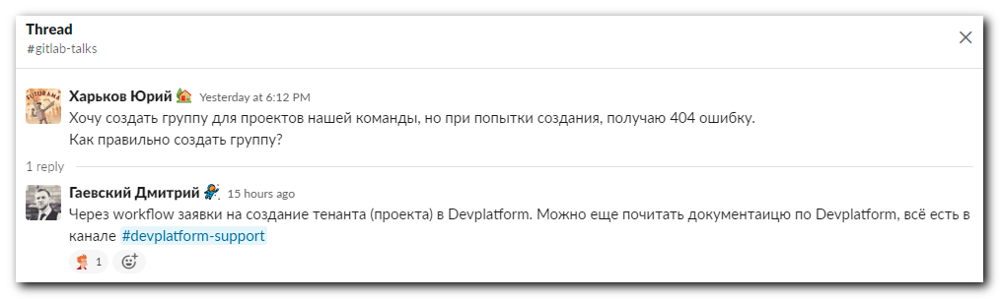 Thread
#gitlab-talks
Харьков Юрий Yesterday at 6:12 PM
Хочу создать группу для проектов нашей команды, но при попытки создания, получаю 404 ошибку.
Как правильно создать группу?
1 reply
Гаевский Дмитрий 15 hours ago
Через workflow заявки на создание тенанта (проекта) в Devplatform. Можно еще почитать документаицю по Devplatform, всё есть в
канале #devplatform-support
1